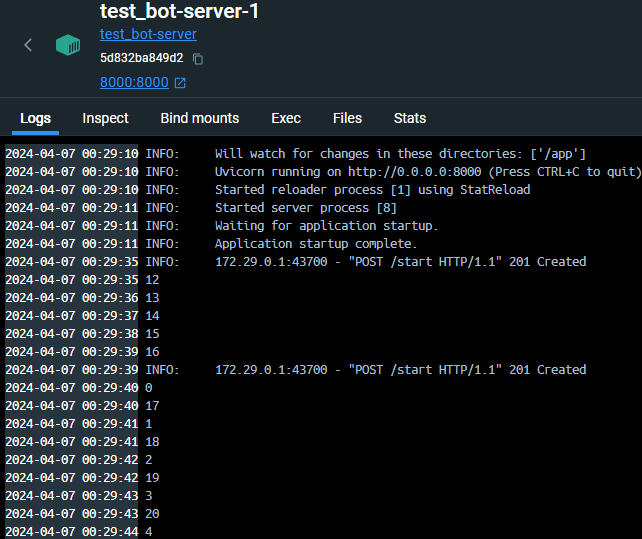 test_bot-server-1
test_bot-server
5d832ba849d2
8000:8000
Logs Inspect Bind mounts Exec Files Stats
2024-04-07 00:29:10 INFO:     Will watch for changes in these directories: ['/app']
2024-04-07 00:29:10 INFO:     Uvicorn running on http://0.0.0.0:8000 (Press CTRL+C to quit)
2024-04-07 00:29:10 INFO:     Started reloader process [1] using StatReload
2024-04-07 00:29:11 INFO:     Started server process [8]
2024-04-07 00:29:11 INFO:     Waiting for application startup.
2024-04-07 00:29:11 INFO:     Application startup complete.
2024-04-07 00:29:35 INFO:     172.29.0.1:43700 - "POST /start HTTP/1.1" 201 Created
2024-04-07 00:29:35 12
2024-04-07 00:29:36 13
2024-04-07 00:29:37 14
2024-04-07 00:29:38 15
2024-04-07 00:29:39 16
2024-04-07 00:29:39 INFO:     172.29.0.1:43700 - "POST /start HTTP/1.1" 201 Created
2024-04-07 00:29:40 0
2024-04-07 00:29:40 17
2024-04-07 00:29:41 1
2024-04-07 00:29:41 18
2024-04-07 00:29:42 2
2024-04-07 00:29:42 19
2024-04-07 00:29:43 3
2024-04-07 00:29:43 20
2024-04-07 00:29:44 4